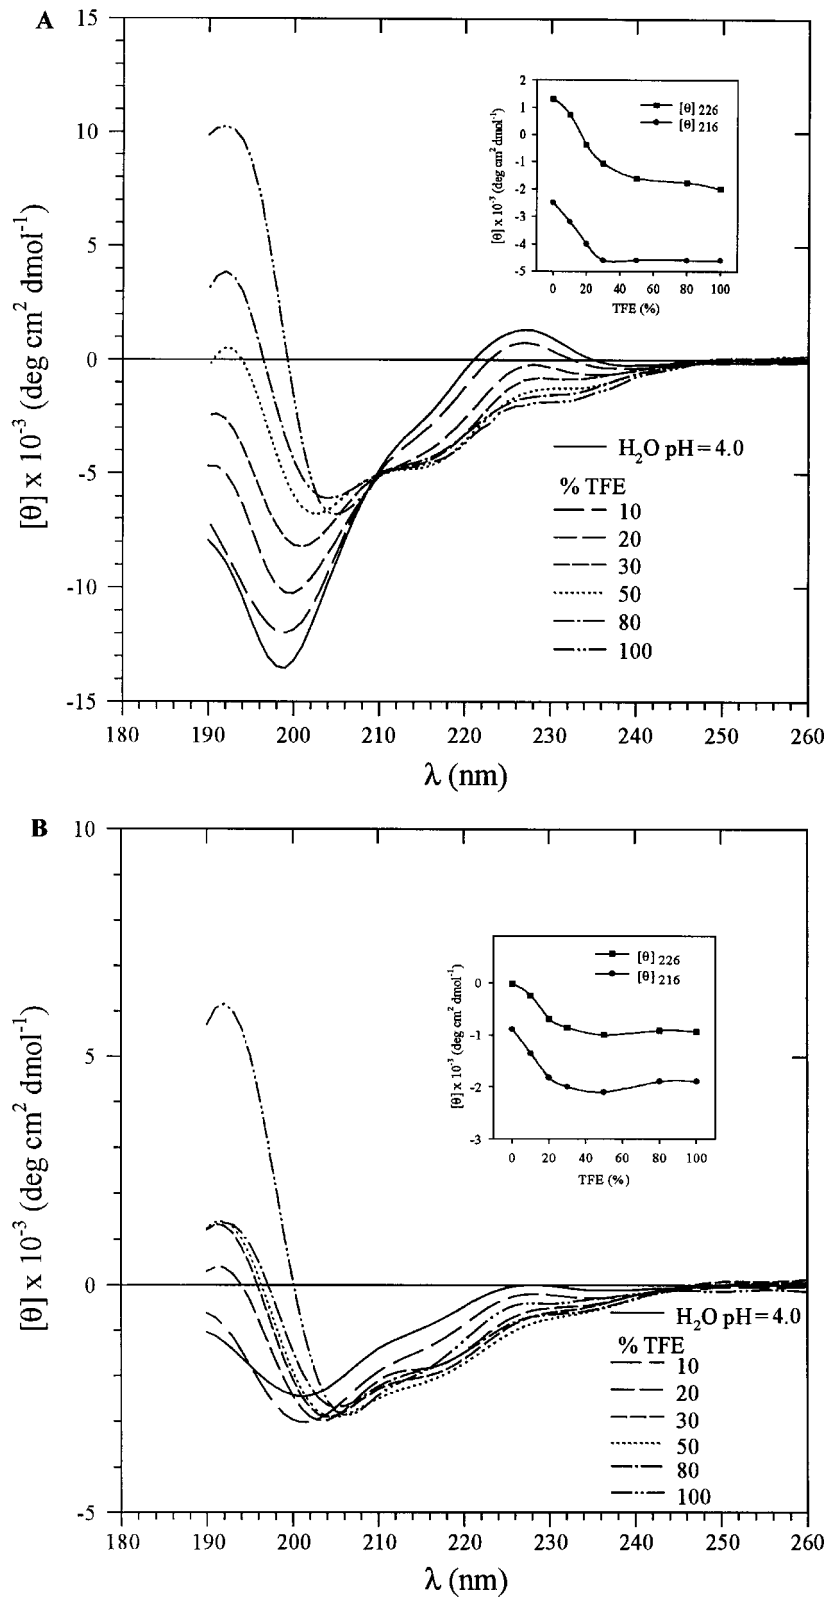 A
15
10
5
0
-5
-10
-15
[θ] x 10⁻³ (deg cm² dmol⁻¹)
180 190 200 210 220 230 240 250 260
λ (nm)
2
1
0
-1
-2
-3
-4
-5
[θ] x 10⁻³ (deg cm² dmol⁻¹)
0 20 40 60 80 100
TFE (%)
[θ] 226
[θ] 216
H₂O pH = 4.0
% TFE
10
20
30
50
80
100
B
10
5
0
-5
[θ] x 10⁻³ (deg cm² dmol⁻¹)
180 190 200 210 220 230 240 250 260
λ (nm)
0
-1
-2
-3
[θ] x 10⁻³ (deg cm² dmol⁻¹)
0 20 40 60 80 100
TFE (%)
[θ] 226
[θ] 216
H₂O pH = 4.0
% TFE
10
20
30
50
80
100